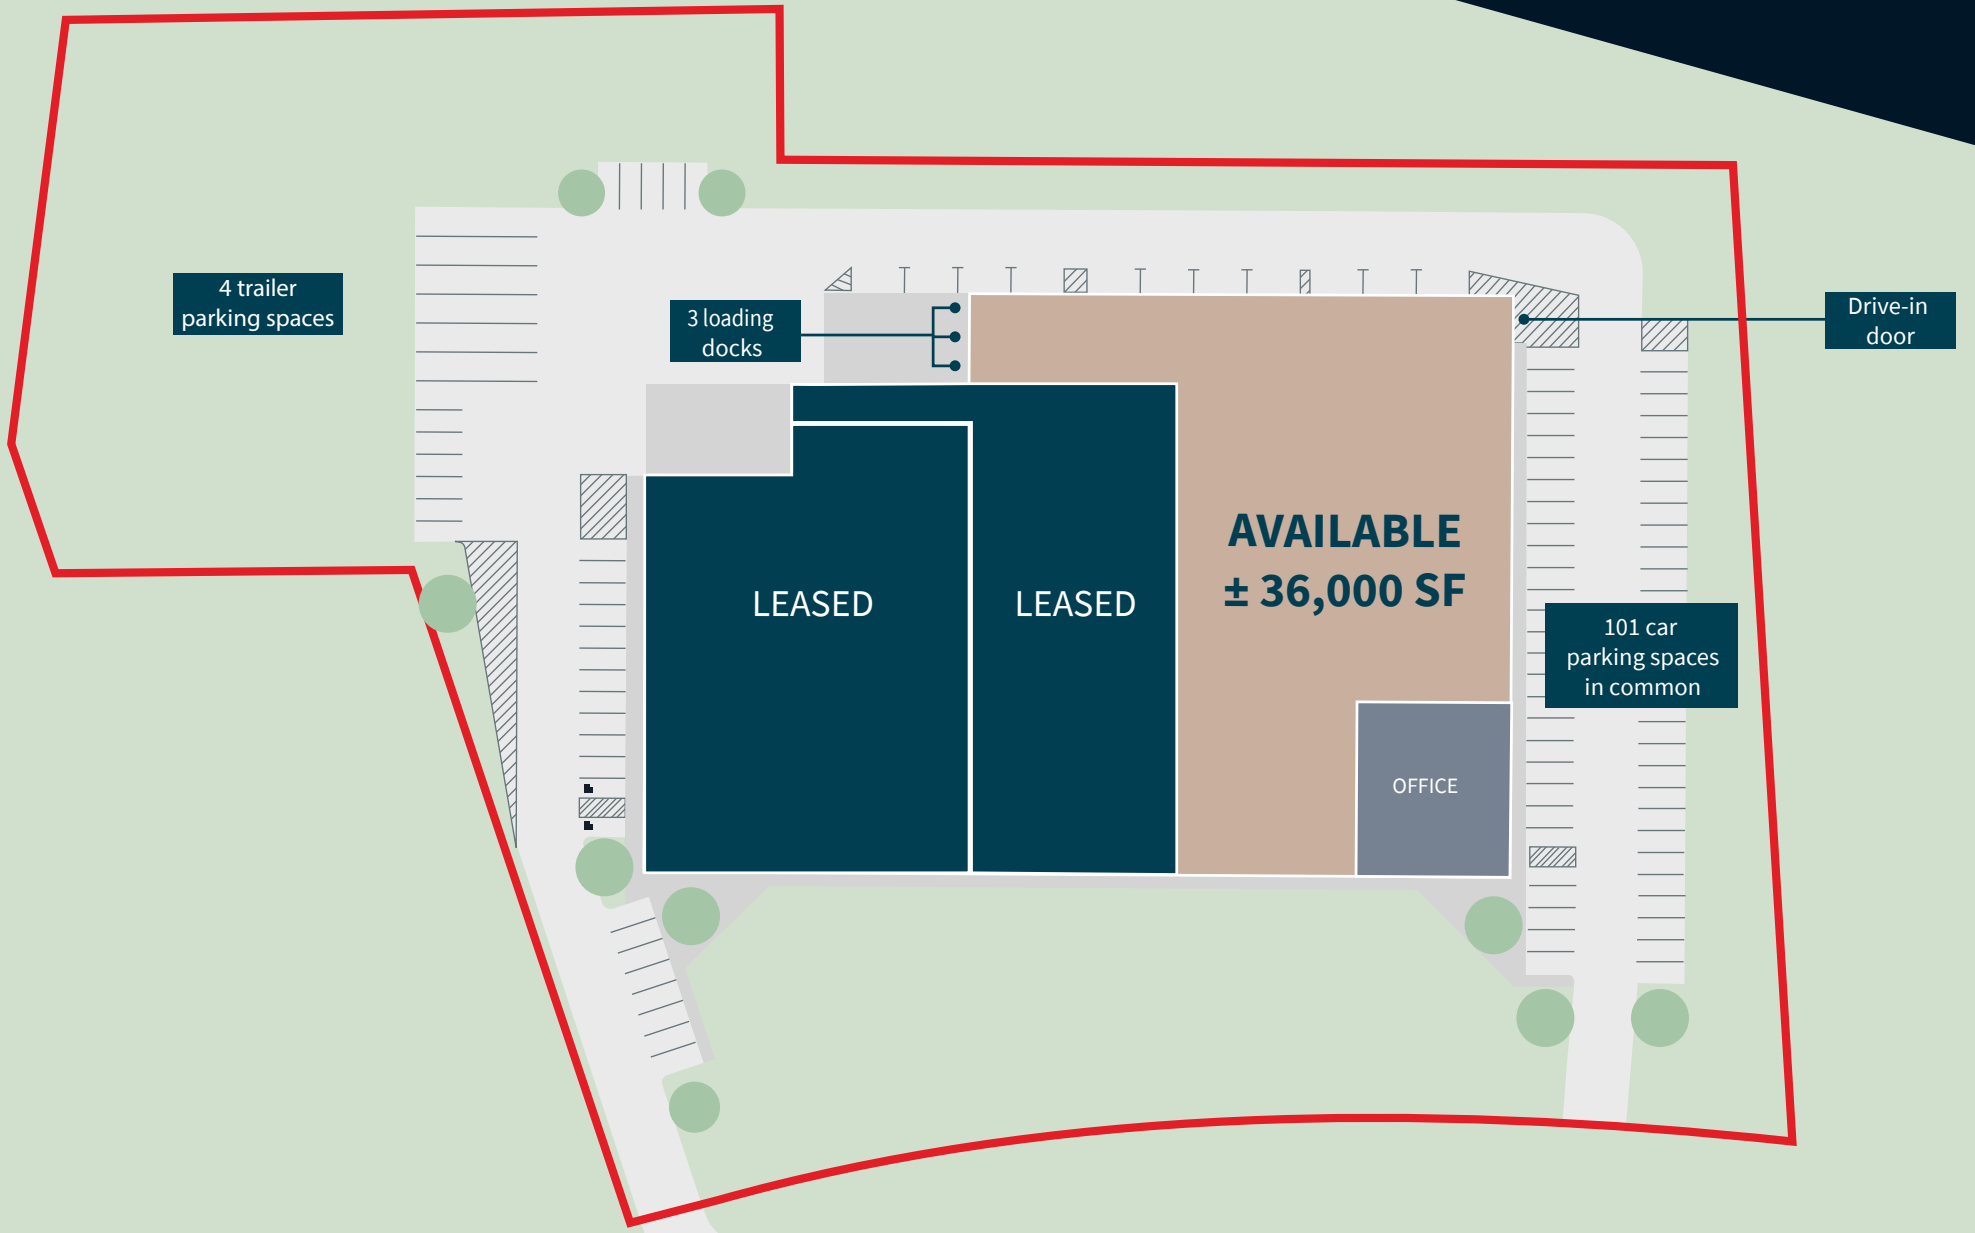 4 trailer
parking spaces
3 loading
docks
Drive-in
door
AVAILABLE
± 36,000 SF
LEASED
LEASED
101 car
parking spaces
in common
OFFICE